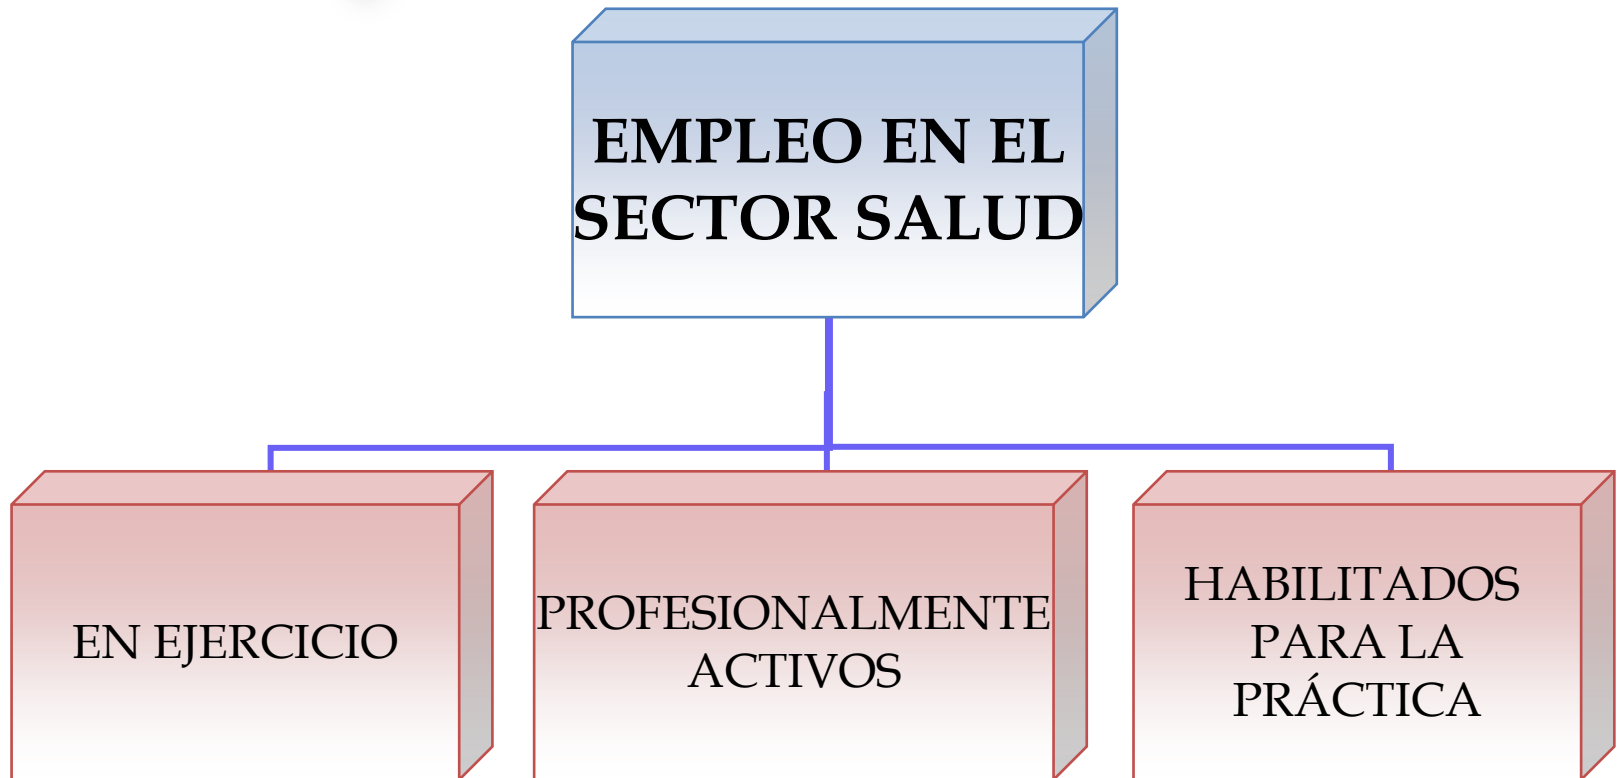 EMPLEO EN EL
SECTOR SALUD
EN EJERCICIO
PROFESIONALMENTE
ACTIVOS
HABILITADOS
PARA LA
PRÁCTICA